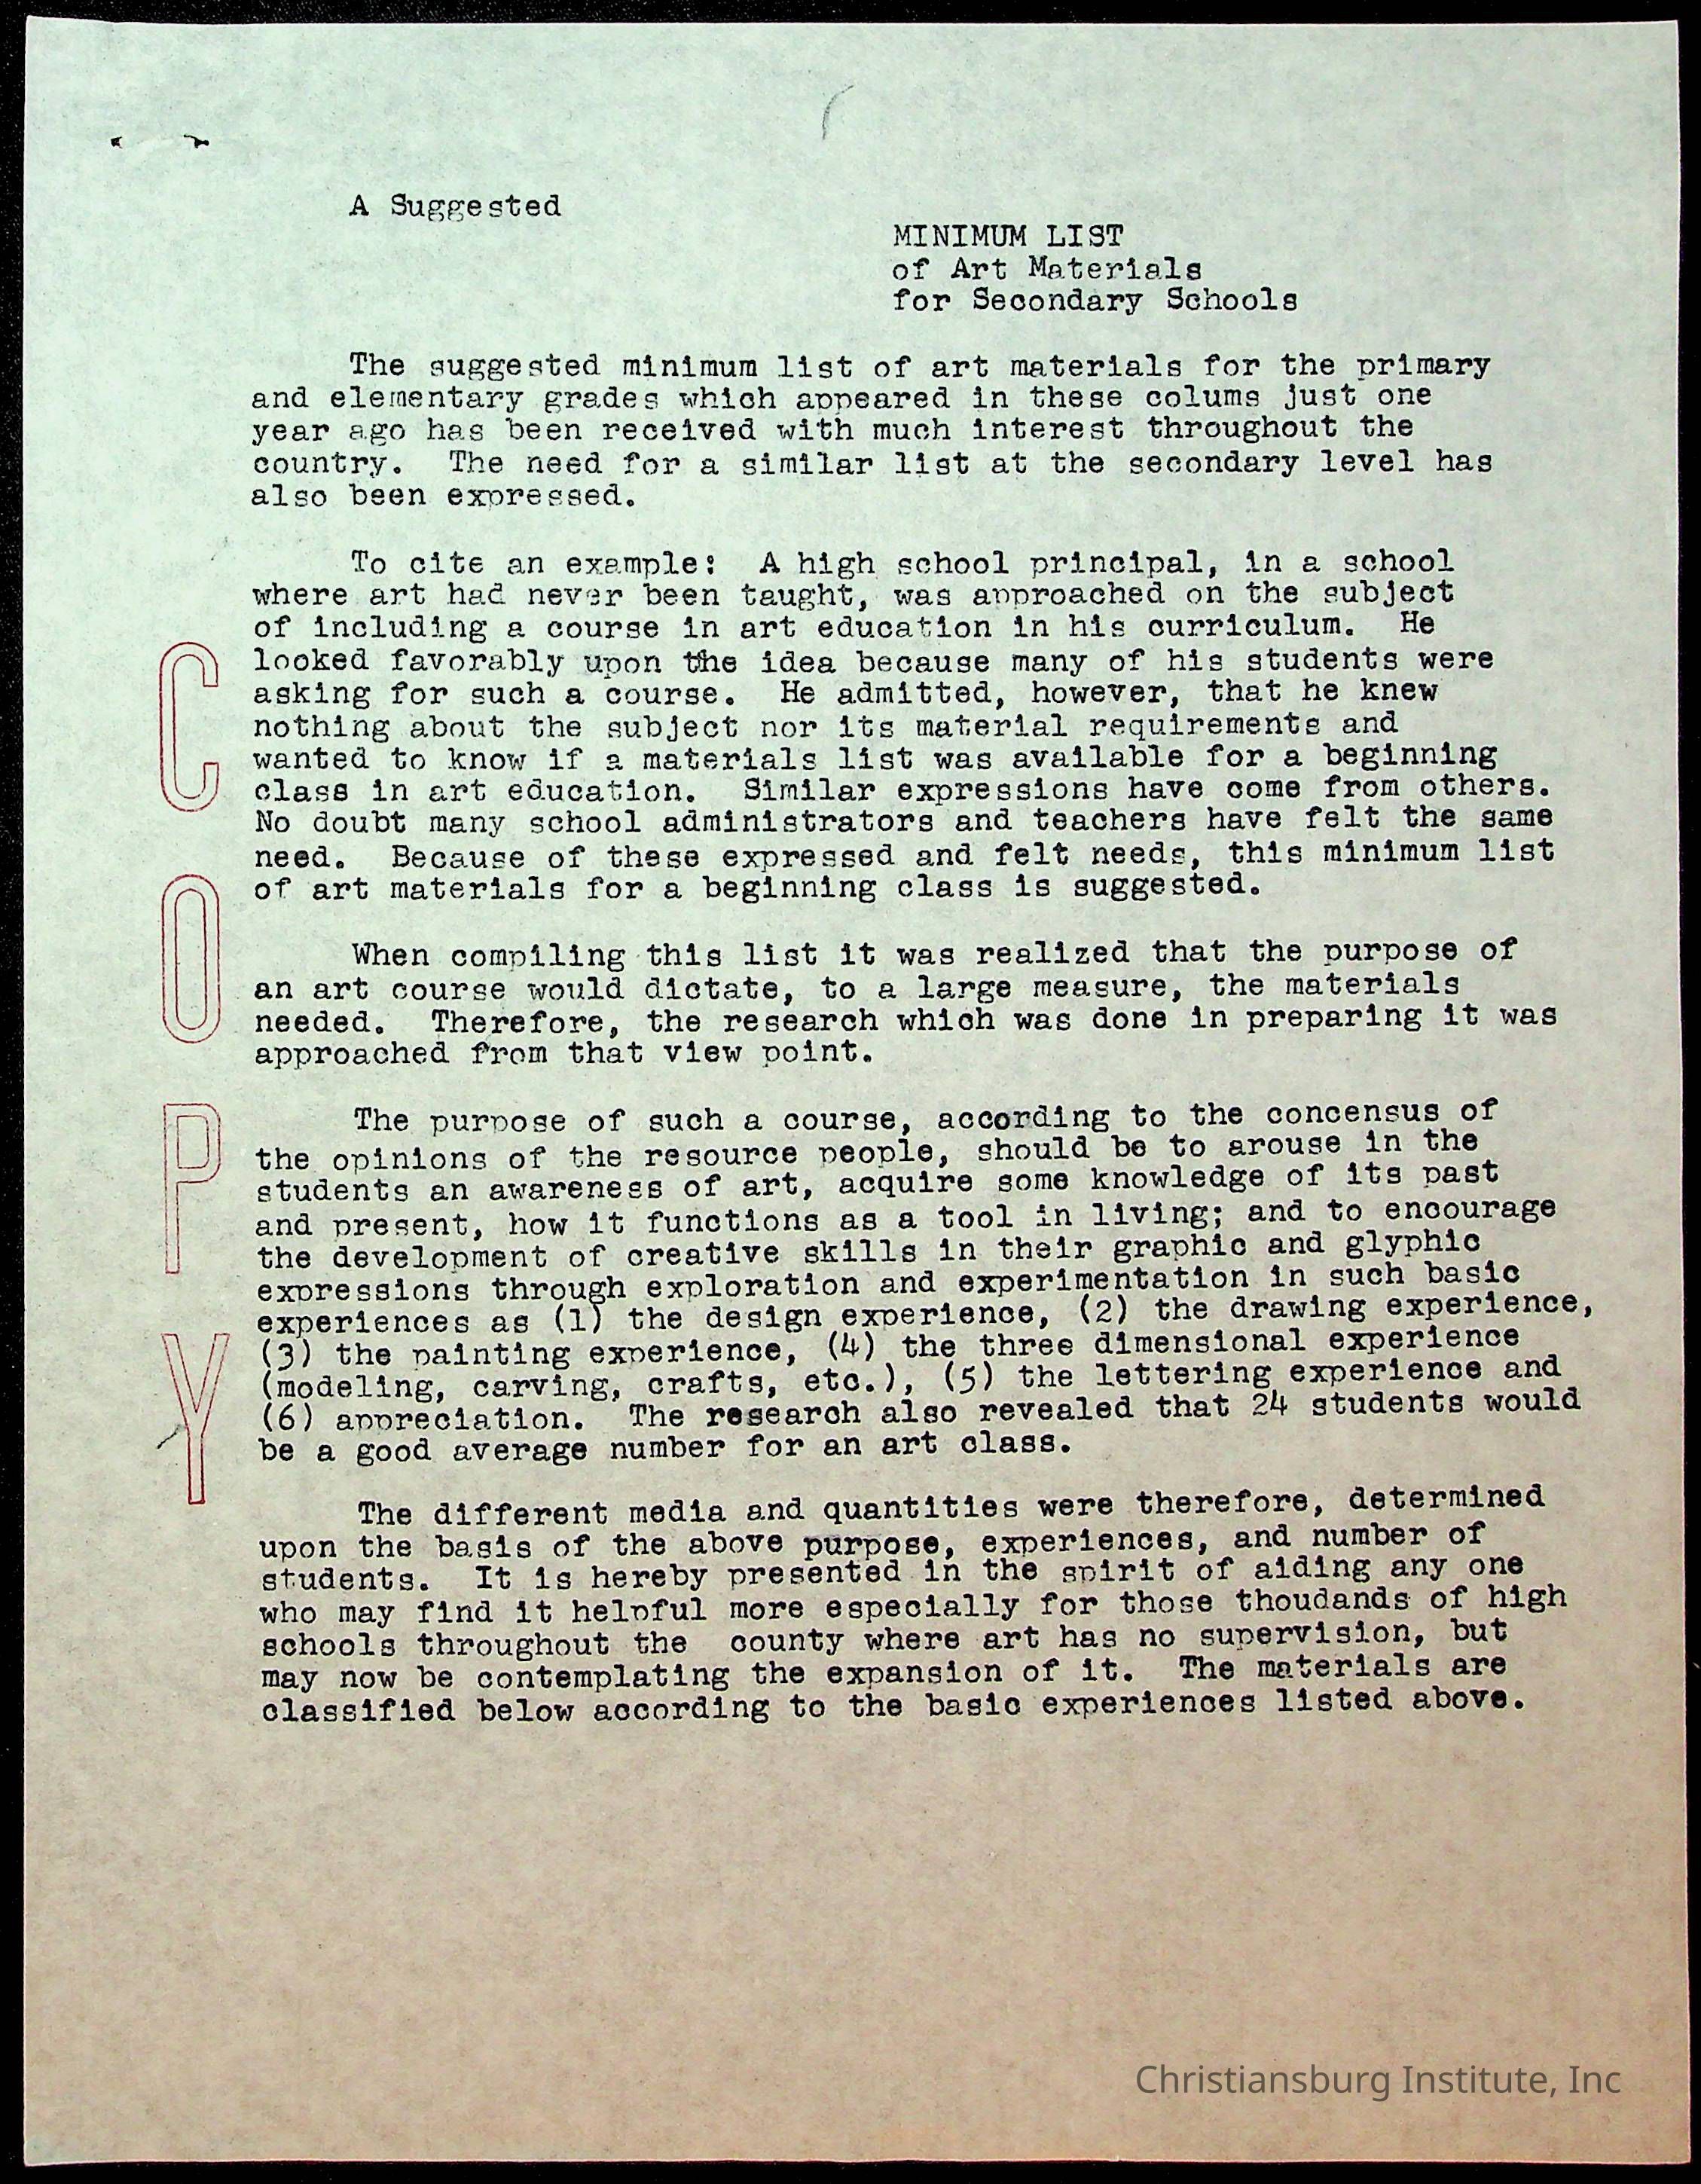 A Suggested
MINIMUM LIST
of Art Materials
for Secondary Schools
The suggested minimum list of art materials for the primary
and elementary grades which appeared in these colums just one
year ago has been received with much interest throughout the
country. The need for a similar list at the secondary level has
also been expressed.
To cite an example: A high school principal, in a school
where art had never been taught, was approached on the subject
of including a course in art education in his curriculum. He
looked favorably upon the idea because many of his students were
asking for such a course. He admitted, however, that he knew
nothing about the subject nor its material requirements and
wanted to know if a materials list was available for a beginning
class in art education. Similar expressions have come from others.
No doubt many school administrators and teachers have felt the same
need. Because of these expressed and felt needs, this minimum list
of art materials for a beginning class is suggested.
When compiling this list it was realized that the purpose of
an art course would dictate, to a large measure, the materials
needed. Therefore, the research which was done in preparing it was
approached from that view point.
The purpose of such a course, according to the concensus of
the opinions of the resource people, should be to arouse in the
students an awareness of art, acquire some knowledge of its past
and present, how it functions as a tool in living; and to encourage
the development of creative skills in their graphic and glyphic
expressions through exploration and experimentation in such basic
experiences as (1) the design experience, (2) the drawing experience,
(3) the painting experience, (4) the three dimensional experience
(modeling, carving, crafts, etc.), (5) the lettering experience and
(6) appreciation. The research also revealed that 24 students would
be a good average number for an art class.
The different media and quantities were therefore, determined
upon the basis of the above purpose, experiences, and number of
students. It is hereby presented in the spirit of aiding any one
who may find it helpful more especially for those thoudands of high
schools throughout the county where art has no supervision, but
may now be contemplating the expansion of it. The materials are
classified below according to the basic experiences listed above.
COPY
Christiansburg Institute, Inc